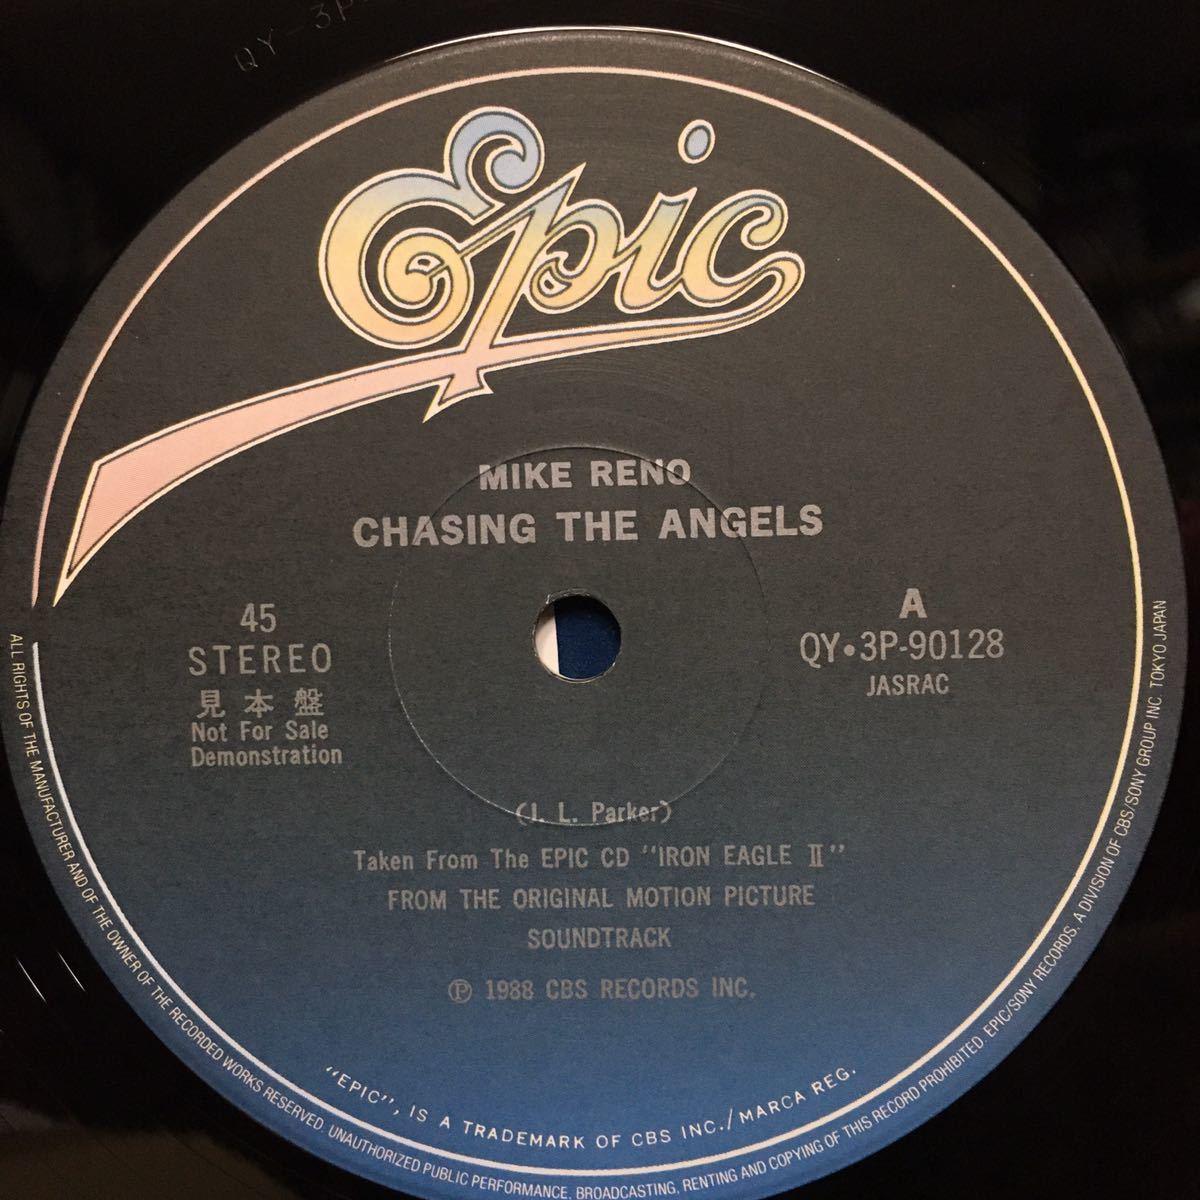 QY-3P-
Epic
MIKE RENO
CHASING THE ANGELS
45
STEREO
見本盤
Not For Sale
Demonstration
A
QY•3P-90128
JASRAC
(J. L. Parker)
Taken From The EPIC CD "IRON EAGLE II"
FROM THE ORIGINAL MOTION PICTURE
SOUNDTRACK
Ⓟ 1988 CBS RECORDS INC.
"EPIC", IS A TRADEMARK OF CBS INC./MARCA REG.
ALL RIGHTS OF THE MANUFACTURER AND OF THE OWNER OF THE RECORDED WORKS RESERVED. UNAUTHORIZED PUBLIC PERFORMANCE, BROADCASTING, RENTING AND COPYING OF THIS RECORD PROHIBITED. EPIC/SONY RECORDS. A DIVISION OF CBS/SONY GROUP INC. TOKYO JAPAN